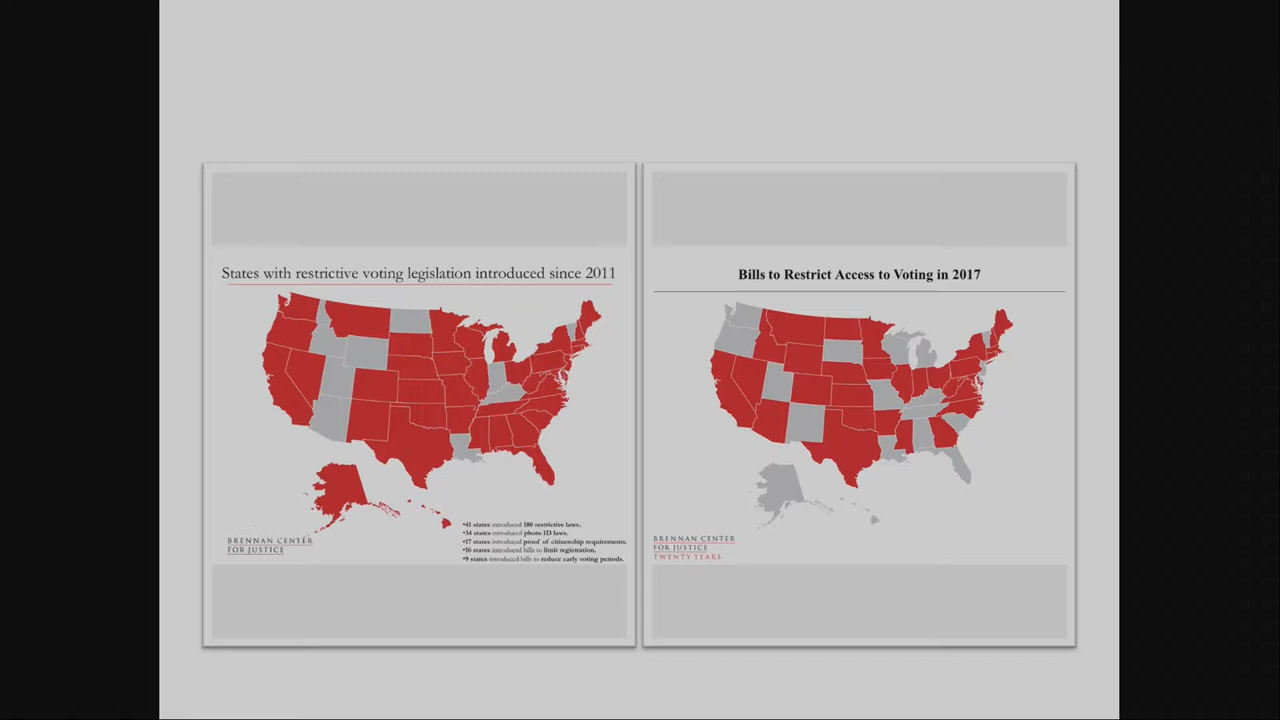 States with restrictive voting legislation introduced since 2011
•41 states introduced 180 restrictive laws.
•34 states introduced photo ID laws.
•17 states introduced proof of citizenship requirements.
•16 states introduced bills to limit registration.
•9 states introduced bills to reduce early voting periods.
BRENNAN CENTER
FOR JUSTICE
Bills to Restrict Access to Voting in 2017
BRENNAN CENTER
FOR JUSTICE
TWENTY YEARS